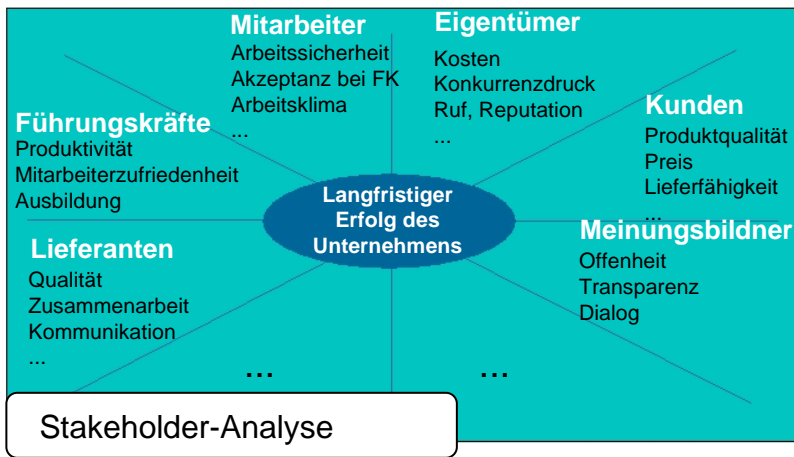 Mitarbeiter
Arbeitssicherheit
Akzeptanz bei FK
Arbeitsklima
...
Eigentümer
Kosten
Konkurrenzdruck
Ruf, Reputation
...
Kunden
Produktqualität
Preis
Lieferfähigkeit
...
Führungskräfte
Produktivität
Mitarbeiterzufriedenheit
Ausbildung
Langfristiger
Erfolg des
Unternehmens
Meinungsbildner
Offenheit
Transparenz
Dialog
Lieferanten
Qualität
Zusammenarbeit
Kommunikation
...
...
...
Stakeholder-Analyse